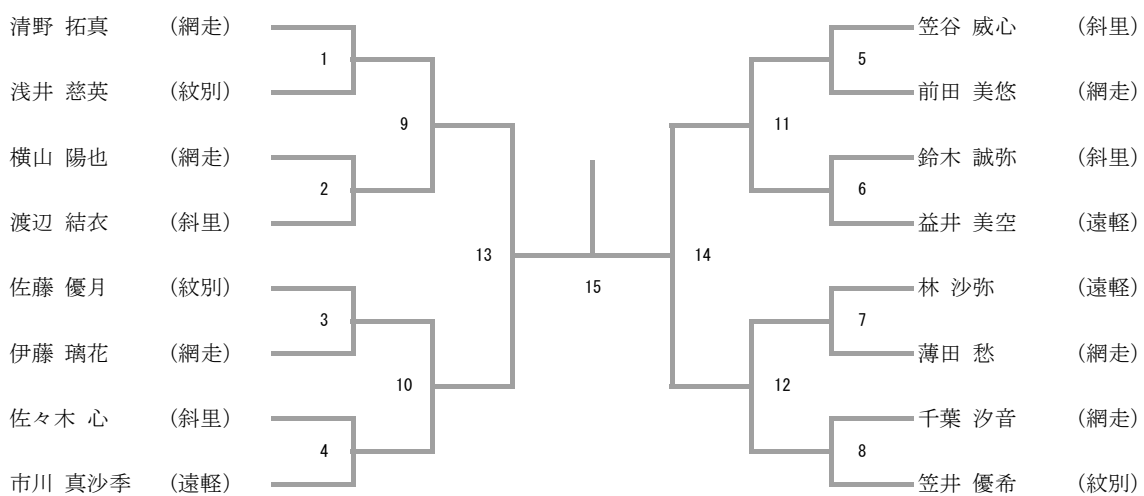 清野 拓真 (網走)
1
浅井 慈英 (紋別)
9
横山 陽也 (網走)
2
渡辺 結衣 (斜里)
13
佐藤 優月 (紋別)
3
伊藤 璃花 (網走)
10
佐々木 心 (斜里)
4
市川 真沙季 (遠軽)
15
笠谷 威心 (斜里)
5
前田 美悠 (網走)
11
鈴木 誠弥 (斜里)
6
益井 美空 (遠軽)
14
林 沙弥 (遠軽)
7
薄田 愁 (網走)
12
千葉 汐音 (網走)
8
笠井 優希 (紋別)